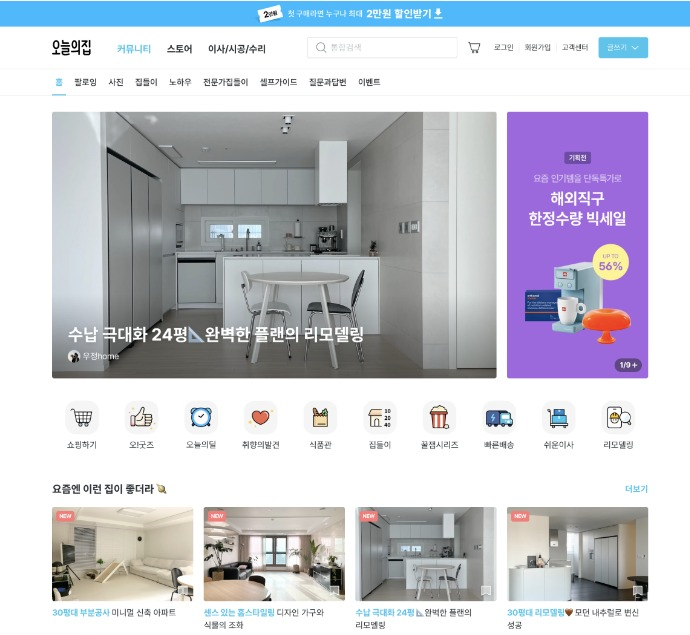 2만원 첫 구매라면 누구나 최대 2만원 할인받기
오늘의집 커뮤니티 스토어 이사/시공/수리 통합검색 로그인 회원가입 고객센터 글쓰기
홈 팔로잉 사진 집들이 노하우 전문가집들이 셀프가이드 질문과답변 이벤트
수납 극대화 24평📐완벽한 플랜의 리모델링
우정home
기획전
요즘 인기템을 단독특가로
해외직구
한정수량 빅세일
UP TO
56%
1/9 +
쇼핑하기 오!굿즈 오늘의딜 취향의발견 식품관 집들이 꿀잼시리즈 빠른배송 쉬운이사 리모델링
10
20
40
요즘엔 이런 집이 좋더라 더보기
NEW NEW NEW NEW
30평대 부분공사 미니멀 신축 아파트
센스 있는 홈스타일링 디자인 가구와
식물의 조화
수납 극대화 24평📐완벽한 플랜의
리모델링
30평대 리모델링🤎 모던 내추럴로 변신
성공